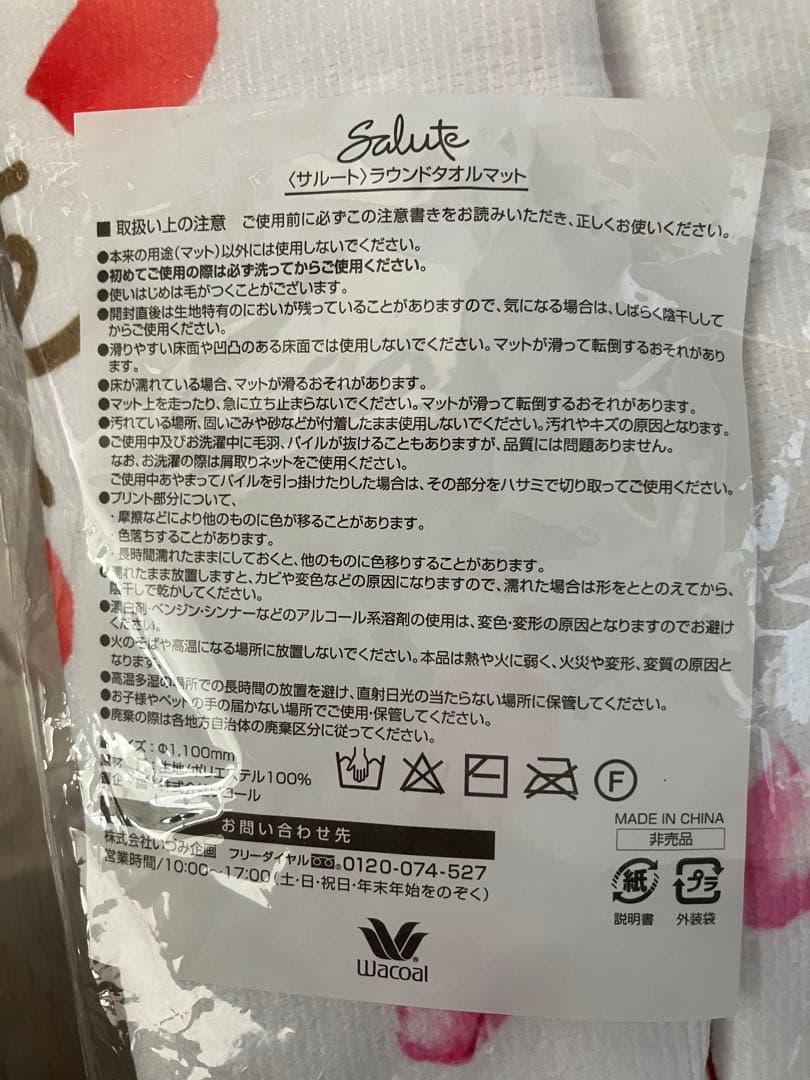 Salute
〈サルート〉ラウンドタオルマット
■ 取扱い上の注意 ご使用前に必ずこの注意書きをお読みいただき、正しくお使いください。
●本来の用途(マット)以外には使用しないでください。
●初めてご使用の際は必ず洗ってからご使用ください。
●使いはじめは毛がつくことがございます。
●開封直後は生地特有のにおいが残っていることがありますので、気になる場合は、しばらく陰干しして
からご使用ください。
●滑りやすい床面や凹凸のある床面では使用しないでください。マットが滑って転倒するおそれがあり
ます。
●床が濡れている場合、マットが滑るおそれがあります。
●マット上を走ったり、急に立ち止まらないでください。マットが滑って転倒するおそれがあります。
●汚れている場所、固いごみや砂などが付着したまま使用しないでください。汚れやキズの原因となります。
●ご使用中及びお洗濯中に毛羽、パイルが抜けることもありますが、品質には問題ありません。
なお、お洗濯の際は屑取りネットをご使用ください。
ご使用中あやまってパイルを引っ掛けたりした場合は、その部分をハサミで切り取ってご使用ください。
●プリント部分について、
・摩擦などにより他のものに色が移ることがあります。
・色落ちすることがあります。
・長時間濡れたままにしておくと、他のものに色移りすることがあります。
●濡れたまま放置しますと、カビや変色などの原因になりますので、濡れた場合は形をととのえてから、
陰干しで乾かしてください。
●漂白剤・ベンジン・シンナーなどのアルコール系溶剤の使用は、変色・変形の原因となりますのでお避け
ください。
●火のそばや高温になる場所に放置しないでください。本品は熱や火に弱く、火災や変形、変質の原因と
なります。
●高温多湿の場所での長時間の放置を避け、直射日光の当たらない場所に保管してください。
●お子様やペットの手の届かない場所でご使用・保管してください。
●廃棄の際は各地方自治体の廃棄区分に従ってください。
イズ：Φ1,100mm
生地/ポリエステル100%
株式会社 コール
F
MADE IN CHINA
非売品
お問い合わせ先
株式会社いづみ企画 フリーダイヤル 0120-074-527
営業時間/10:00～17:00(土・日・祝日・年末年始をのぞく)
紙 プラ
説明書 外装袋
Wacoal